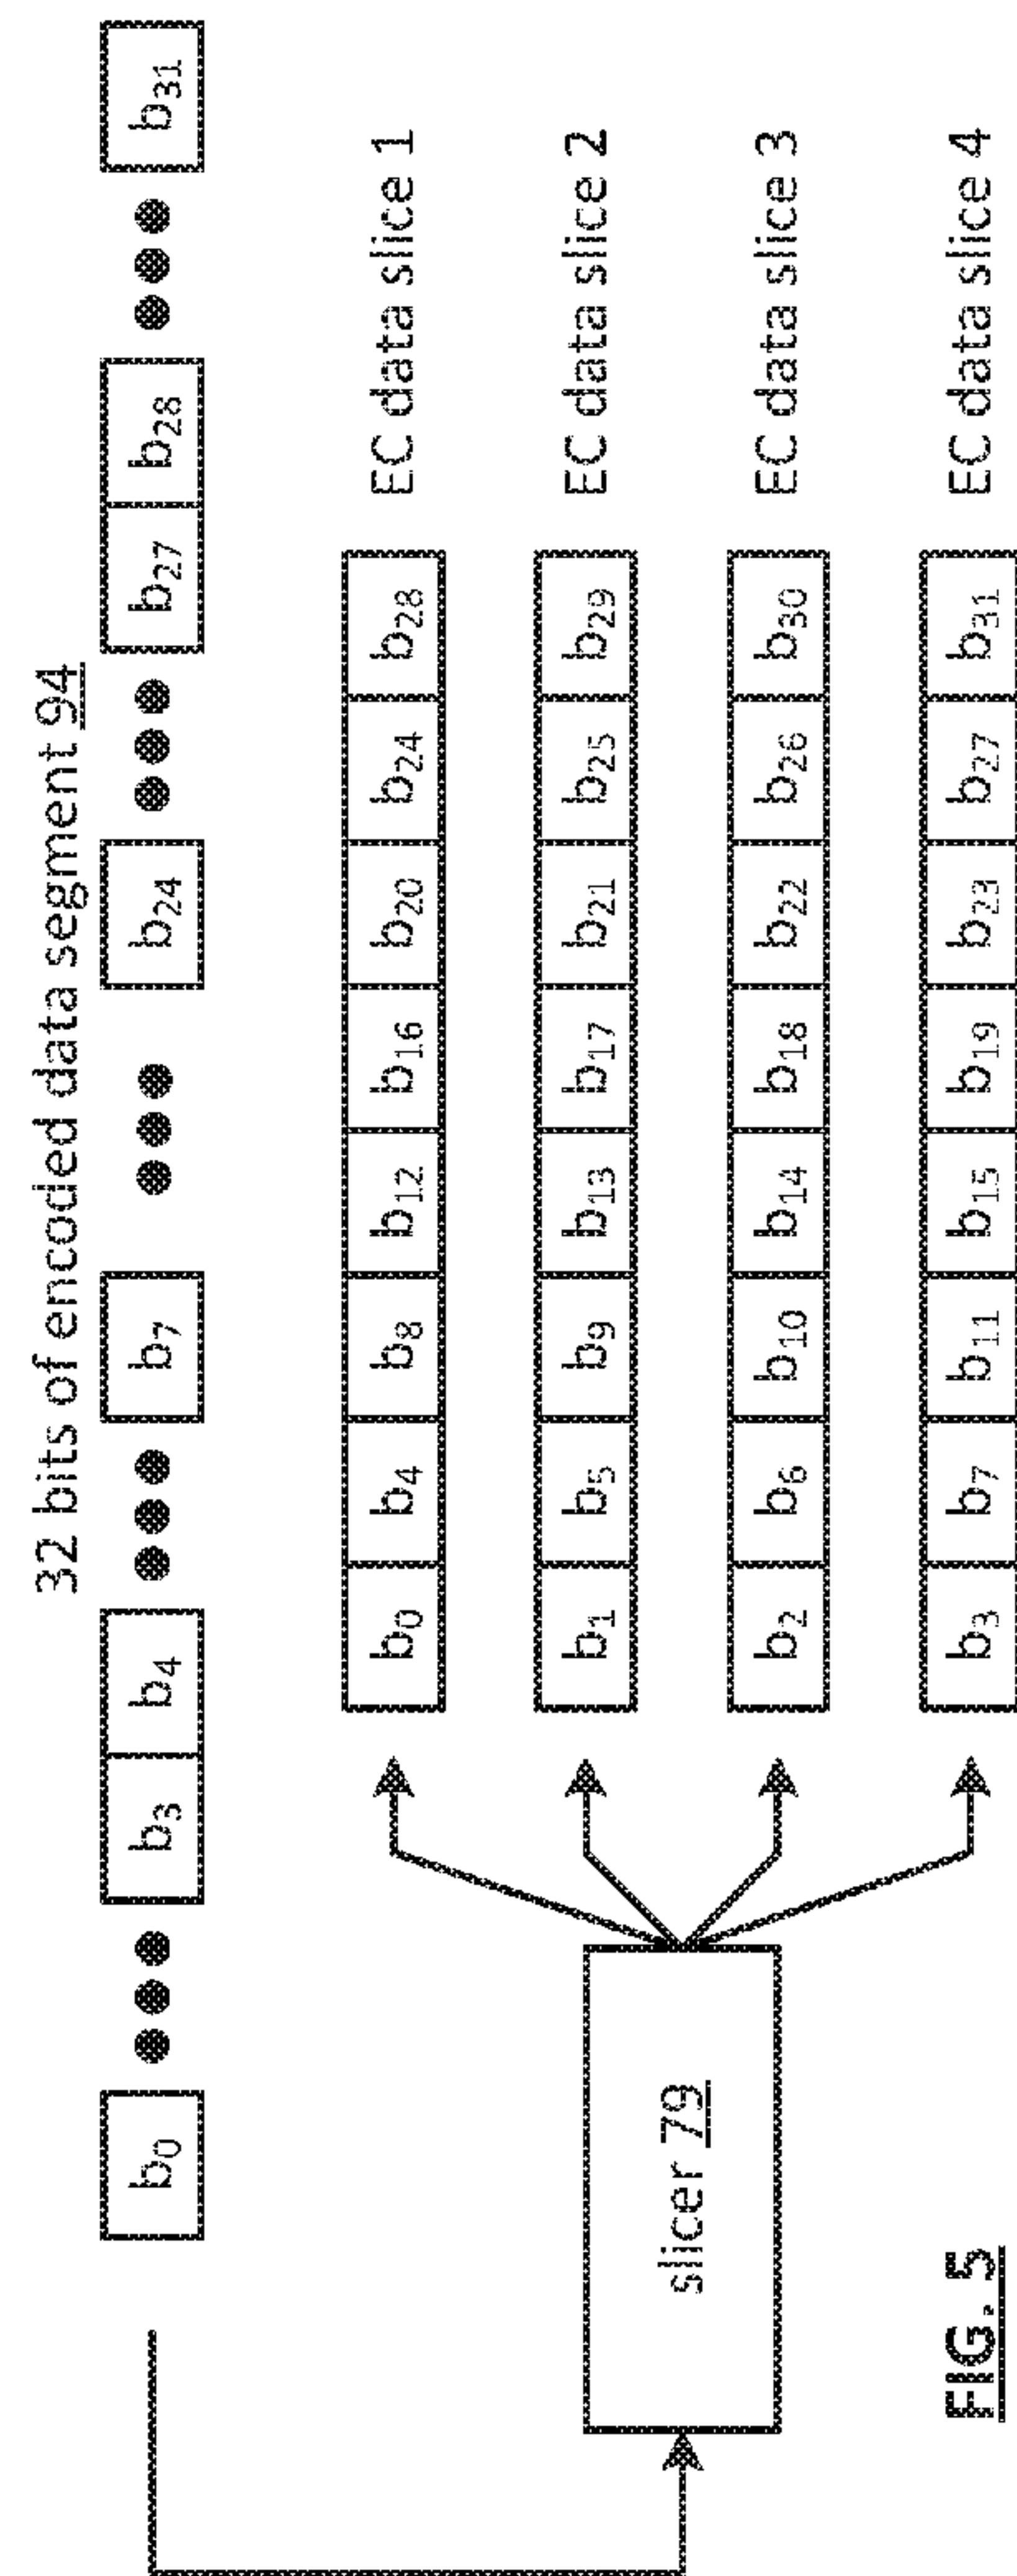 32 bits of encoded data segment 94
b0 ●●● b3 b4 ●●● b7 ●●● b24 ●●● b27 b28 ●●● b31
b0 b4 b8 b12 b16 b20 b24 b28 EC data slice 1
b1 b5 b9 b13 b17 b21 b25 b29 EC data slice 2
slicer 79
b2 b6 b10 b14 b18 b22 b26 b30 EC data slice 3
b3 b7 b11 b15 b19 b23 b27 b31 EC data slice 4
FIG. 5